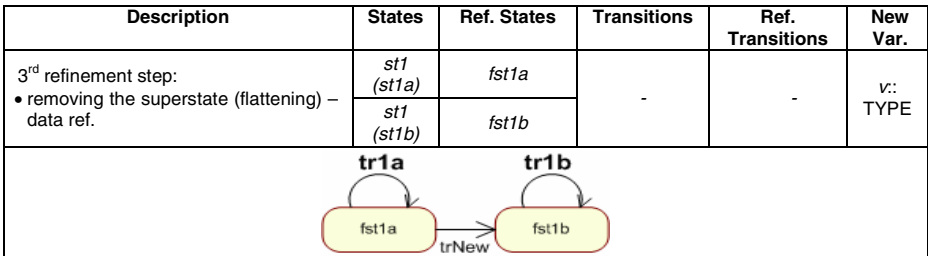 Description States Ref. States Transitions Ref. Transitions New Var.
3rd refinement step:
• removing the superstate (flattening) –
data ref.
st1
(st1a)
fst1a
st1
(st1b)
fst1b
-
-
v::
TYPE
tr1a tr1b
fst1a fst1b
trNew